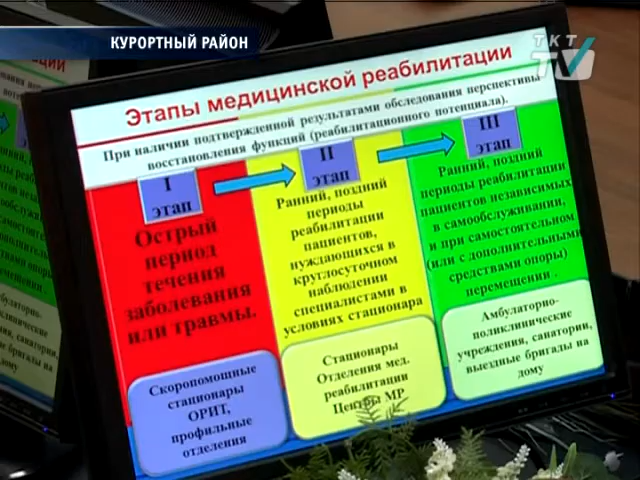 КУРОРТНЫЙ РАЙОН
ТКТ
TV
Этапы медицинской реабилитации
При наличии подтвержденной результатами обследования перспективы
восстановления функций (реабилитационного потенциала).
I
этап
Острый
период
течения
заболевания
или травмы.
Скоропомощные
стационары
ОРИТ,
профильные
отделения
II
этап
Ранний, поздний
периоды
реабилитации
пациентов,
нуждающихся в
круглосуточном
наблюдении
специалистами в
условиях стационара
Стационары
Отделения мед.
реабилитации
Центры МР
III
этап
Ранний, поздний
периоды реабилитации
пациентов независимых
в самообслуживании,
и при самостоятельном
(или с дополнительными
средствами опоры)
перемещении .
Амбулаторно-
поликлинические
учреждения, санатории,
выездные бригады на
дому